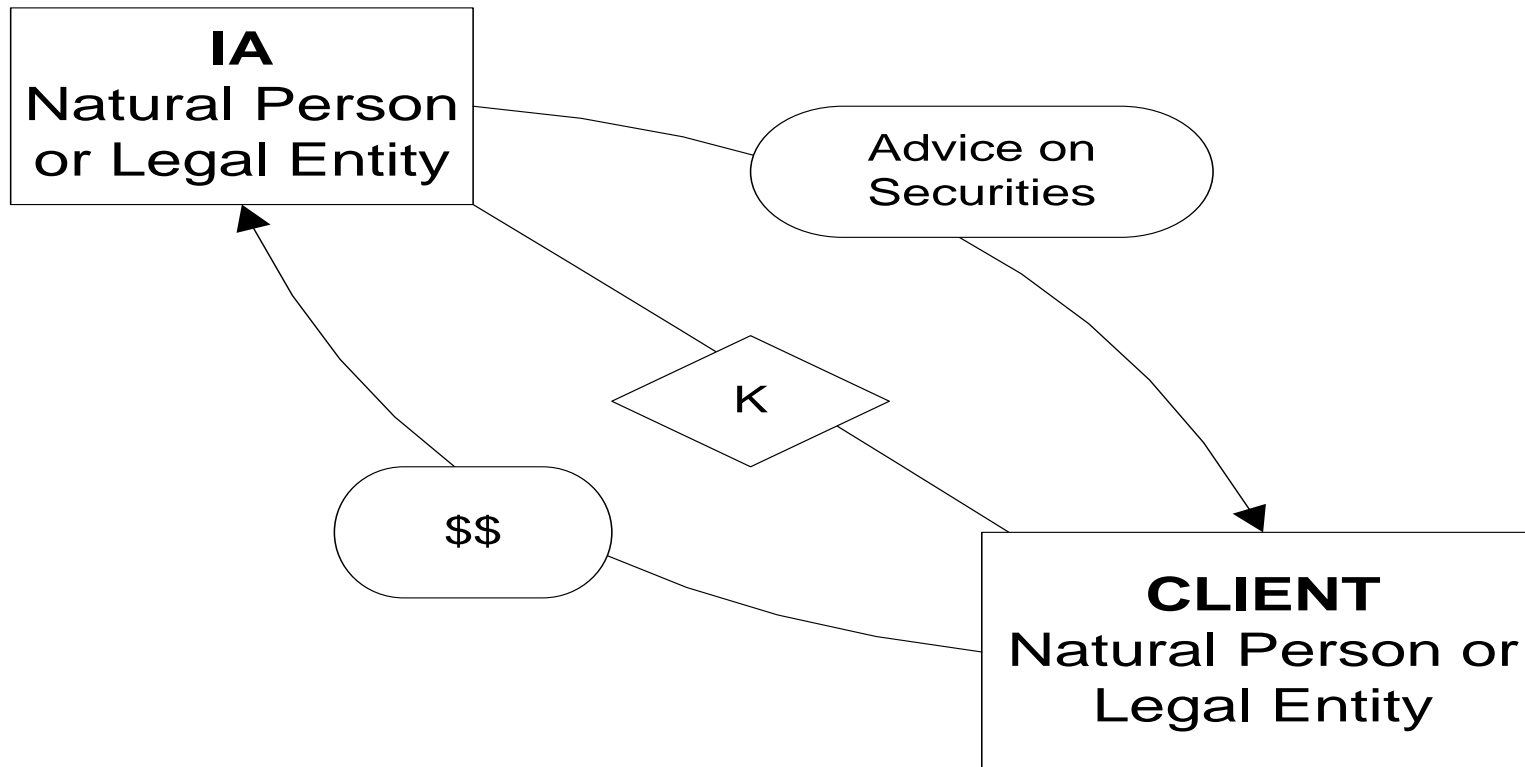 IA
Natural Person
or Legal Entity
Advice on
Securities
K
$$
CLIENT
Natural Person or
Legal Entity